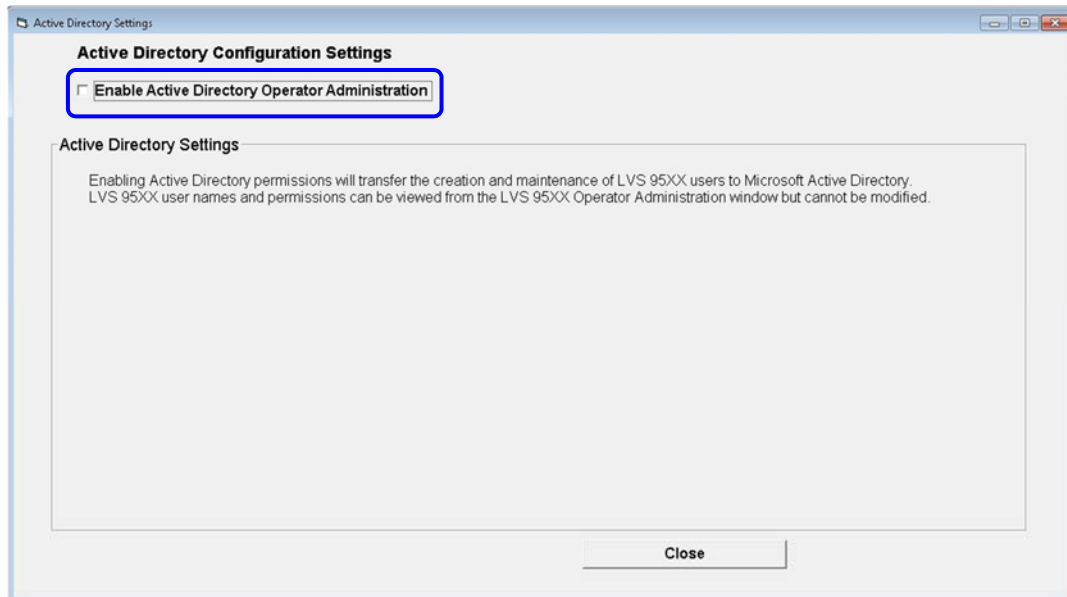 Active Directory Settings
Active Directory Configuration Settings
Enable Active Directory Operator Administration
Active Directory Settings
Enabling Active Directory permissions will transfer the creation and maintenance of LVS 95XX users to Microsoft Active Directory.
LVS 95XX user names and permissions can be viewed from the LVS 95XX Operator Administration window but cannot be modified.
Close